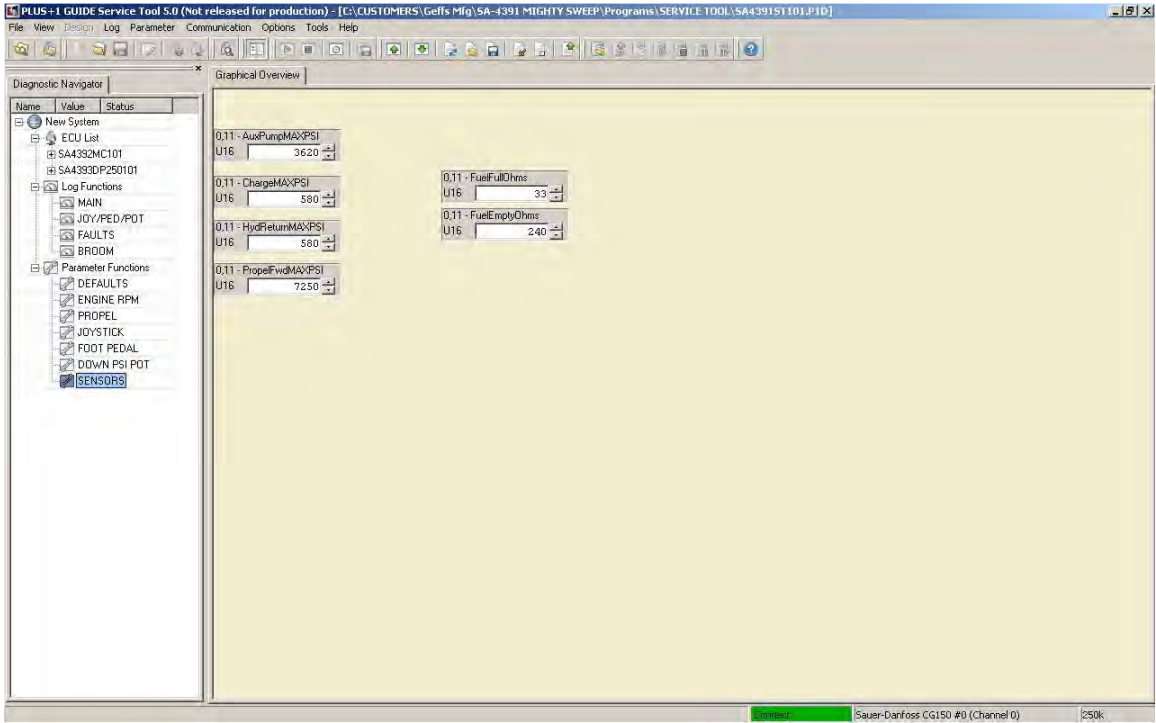 PLUS+1 GUIDE Service Tool 5.0 (Not released for production) - [C:\CUSTOMERS\Geffs Mfg\SA-4391 MIGHTY SWEEP\Programs\SERVICE TOOL\SA4391ST101.P1D]
File View Design Log Parameter Communication Options Tools Help
Diagnostic Navigator
Graphical Overview
Name Value Status
New System
ECU List
SA4392MC101
SA4393DP250101
Log Functions
MAIN
JOY/PED/POT
FAULTS
BROOM
Parameter Functions
DEFAULTS
ENGINE RPM
PROPEL
JOYSTICK
FOOT PEDAL
DOWN PSI POT
SENSORS
0,11 - AuxPumpMAXPSI
U16 3620
0,11 - ChargeMAXPSI
U16 580
0,11 - HydReturnMAXPSI
U16 580
0,11 - PropelFwdMAXPSI
U16 7250
0,11 - FuelFullOhms
U16 33
0,11 - FuelEmptyOhms
U16 240
Connect Sauer-Danfoss CG150 #0 (Channel 0) 250k